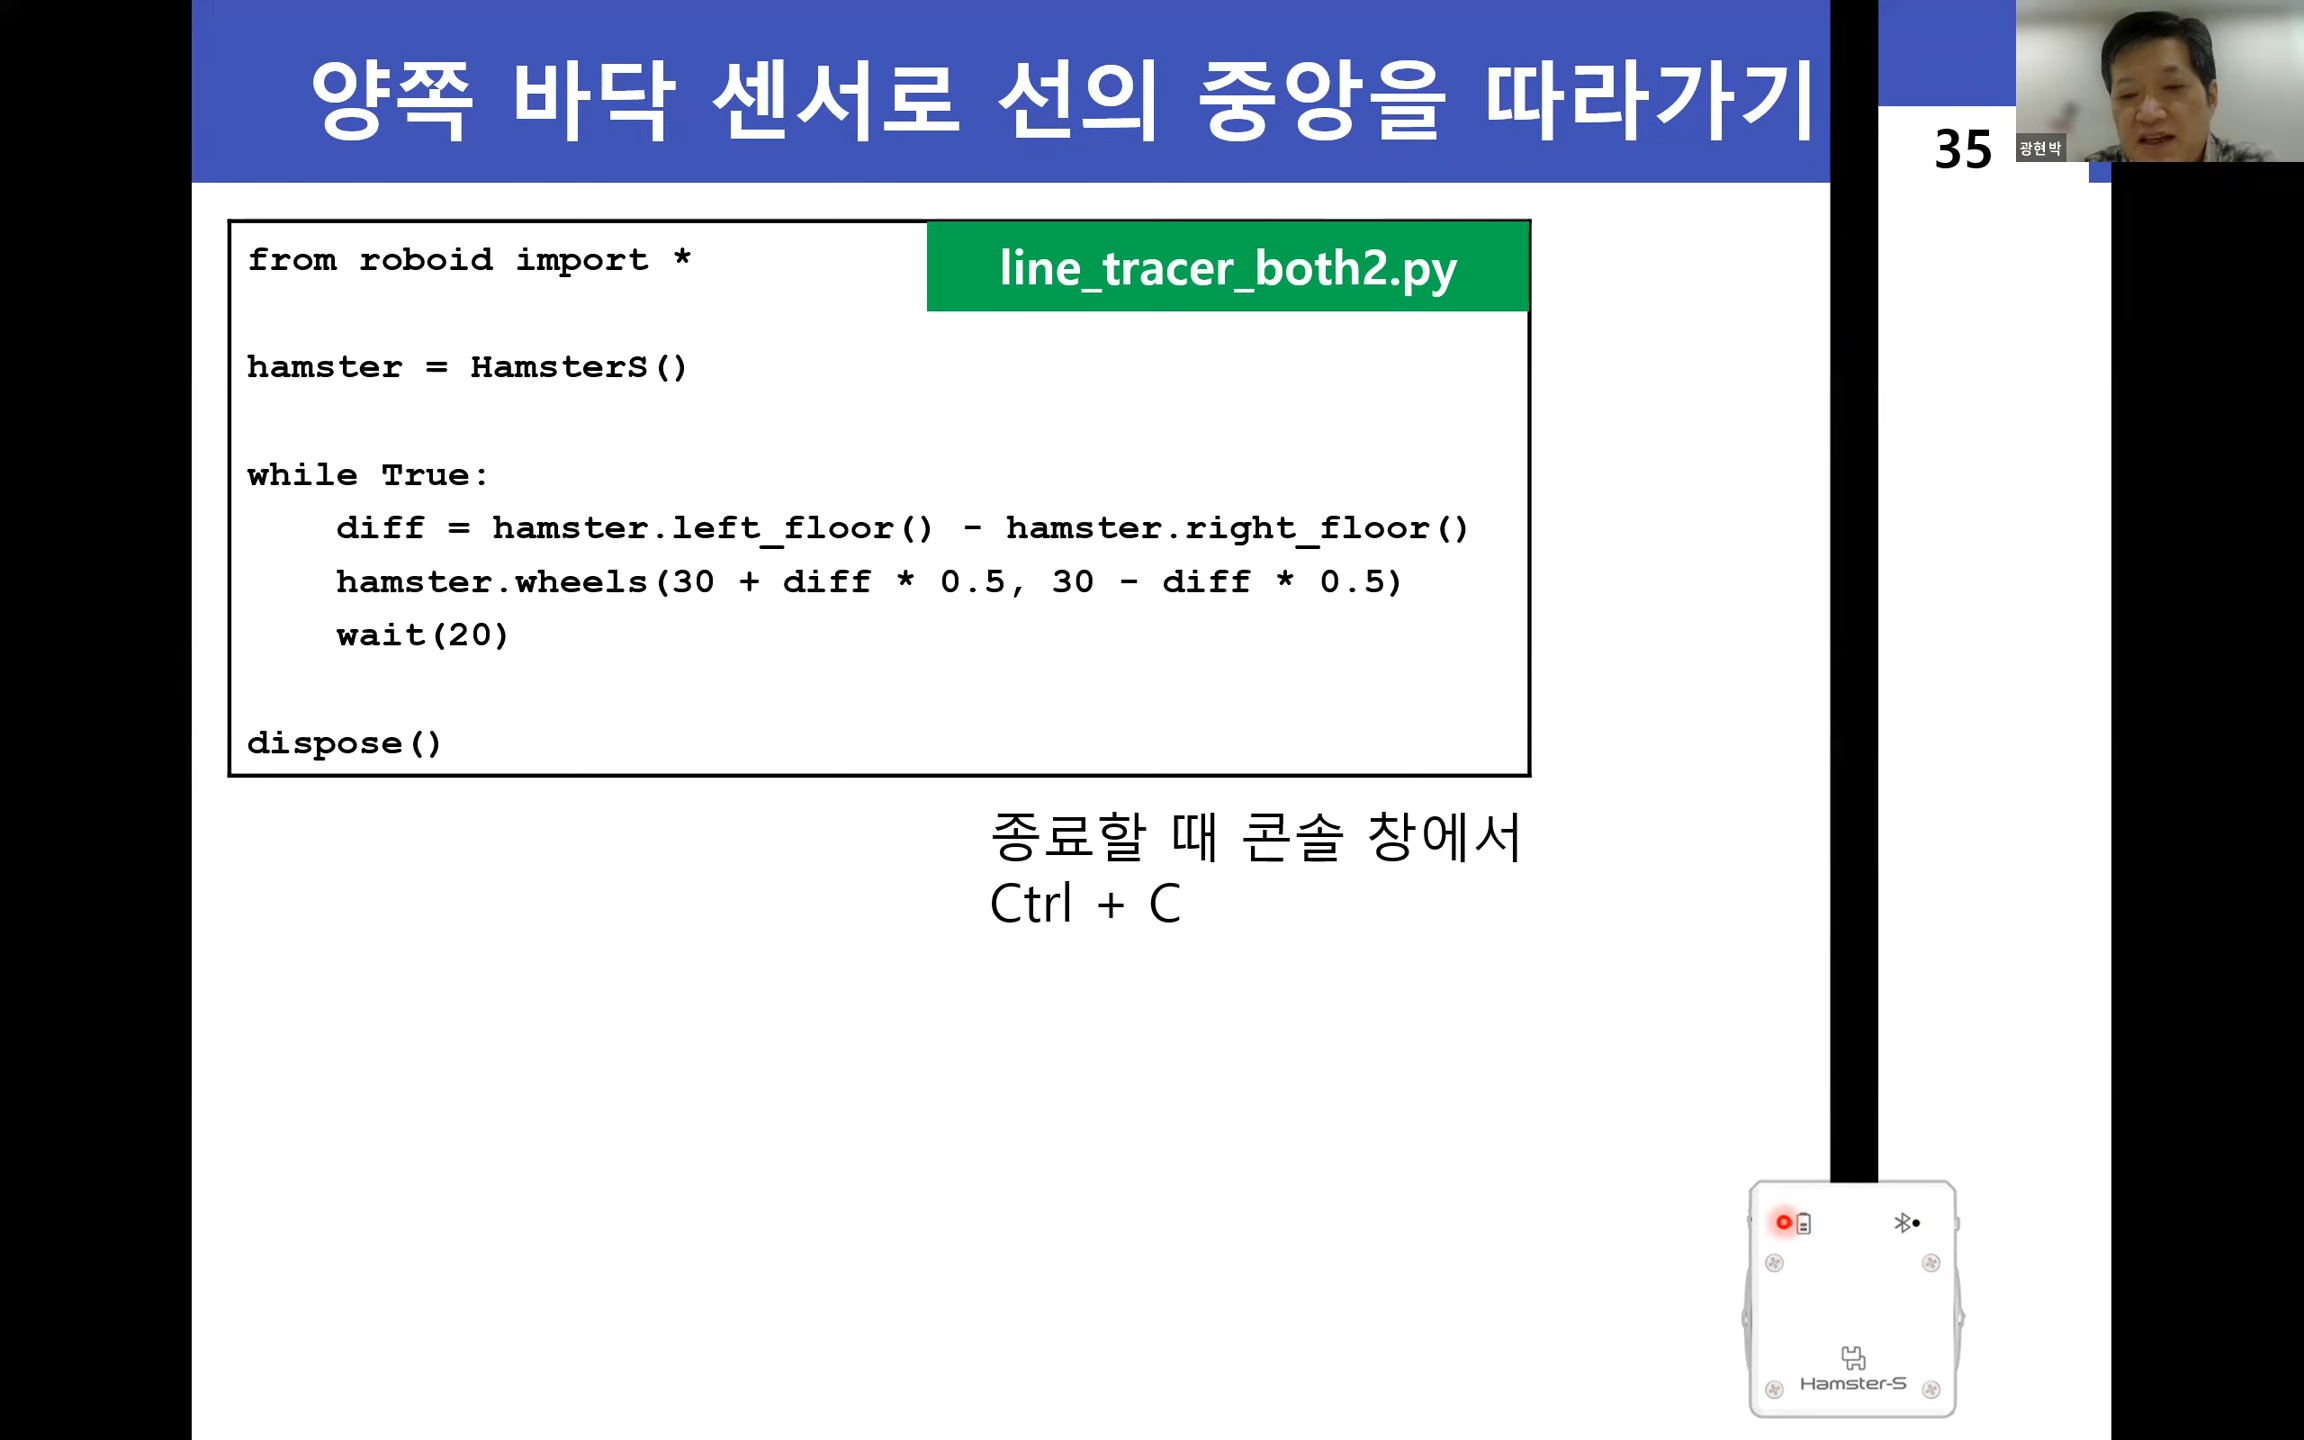 양쪽 바닥 센서로 선의 중앙을 따라가기
35
광현박
line_tracer_both2.py
from roboid import *
hamster = HamsterS()
while True:
    diff = hamster.left_floor() - hamster.right_floor()
    hamster.wheels(30 + diff * 0.5, 30 - diff * 0.5)
    wait(20)
dispose()
종료할 때 콘솔 창에서
Ctrl + C
Hamster-S